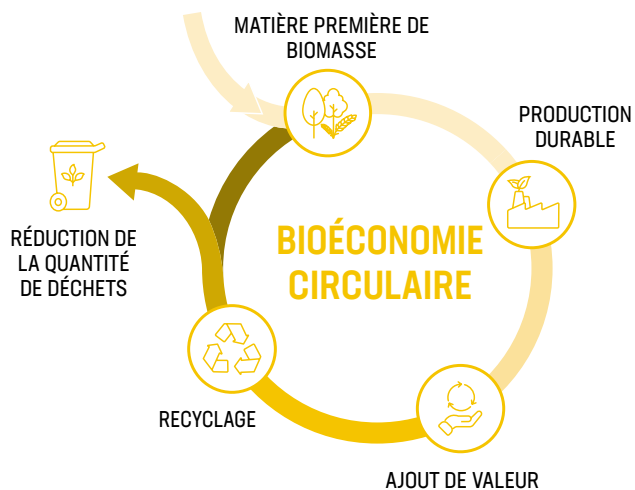 MATIÈRE PREMIÈRE DE
BIOMASSE
PRODUCTION
DURABLE
RÉDUCTION DE
LA QUANTITÉ
DE DÉCHETS
BIOÉCONOMIE
CIRCULAIRE
RECYCLAGE
AJOUT DE VALEUR